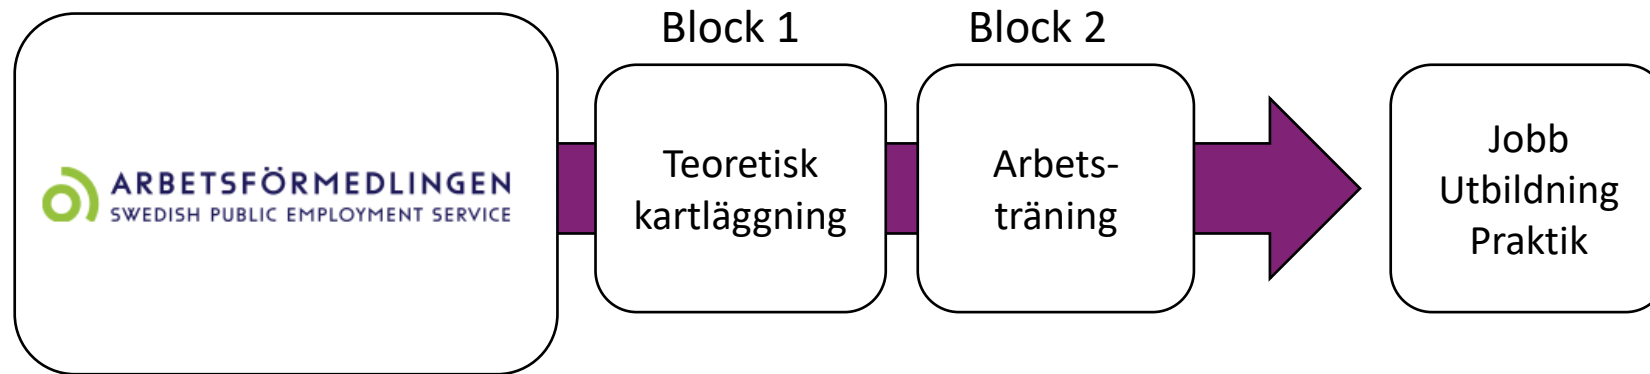 ARBETSFÖRMEDLINGEN
SWEDISH PUBLIC EMPLOYMENT SERVICE
Block 1
Teoretisk
kartläggning
Block 2
Arbets-
träning
Jobb
Utbildning
Praktik